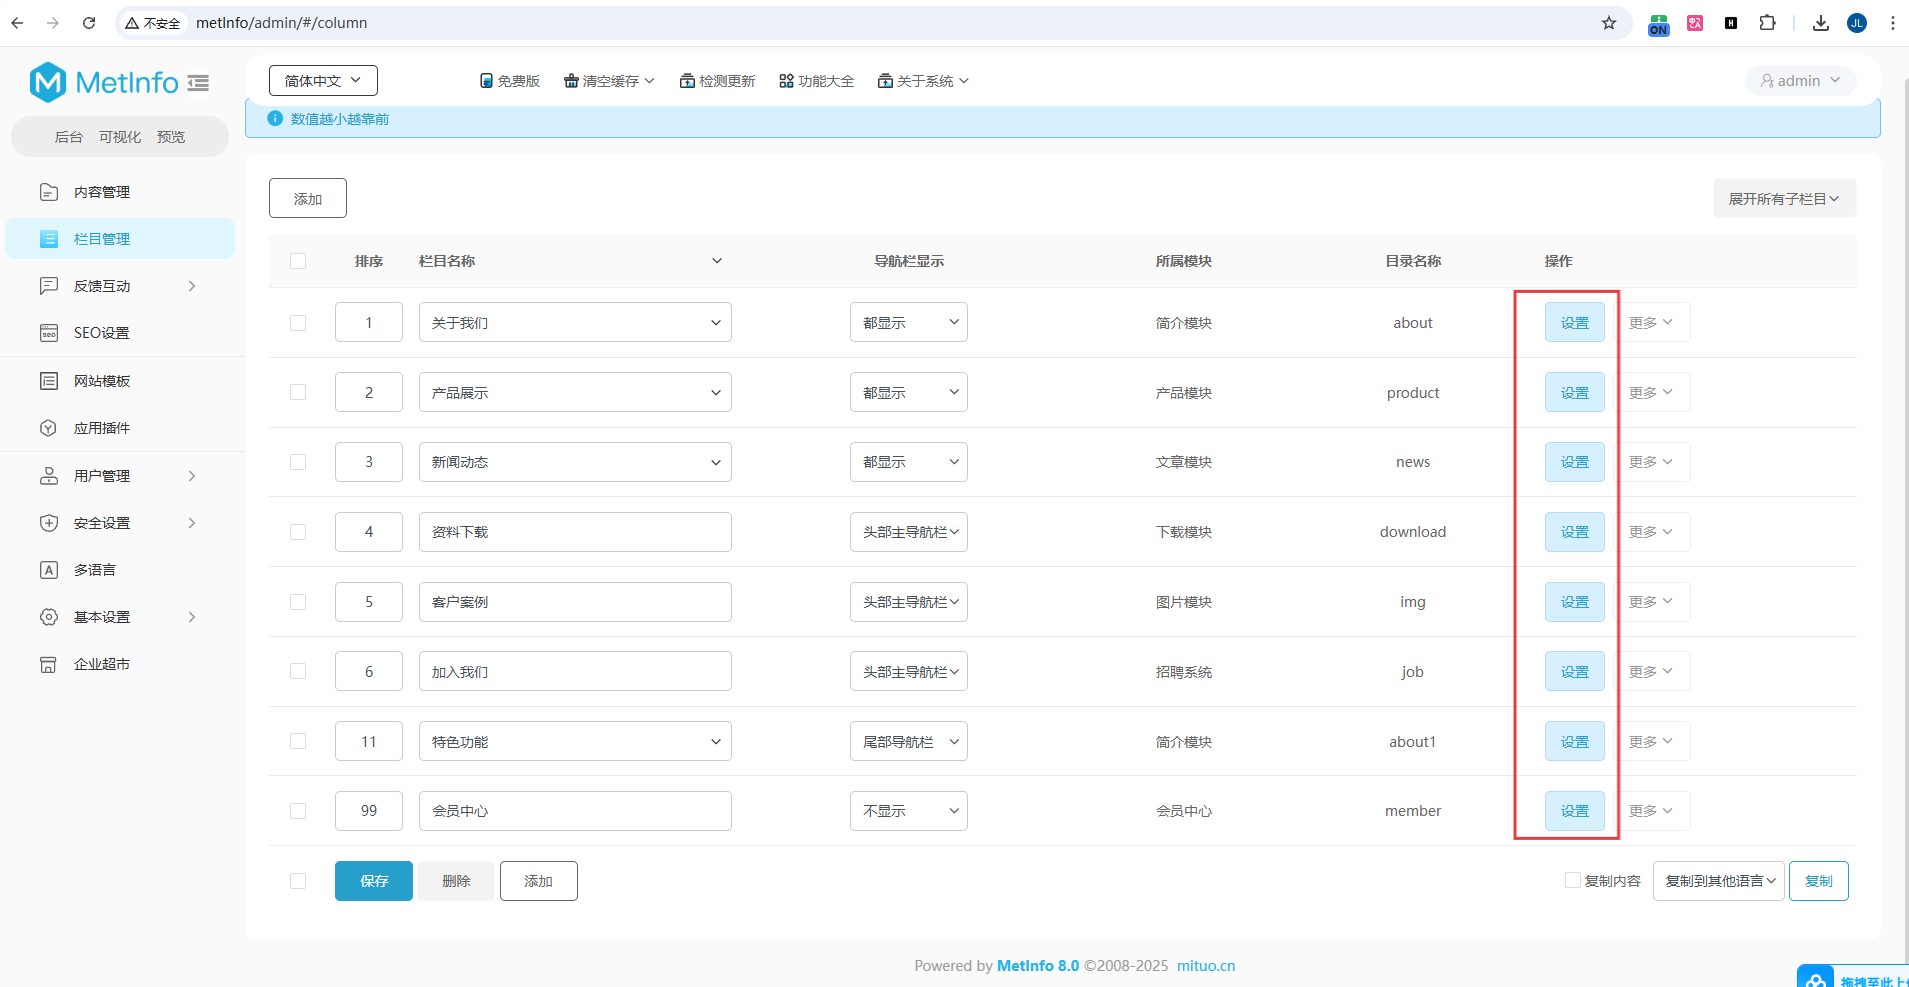 不安全 metInfo/admin/#/column
ON
JL
MetInfo
简体中文 免费版 清空缓存 检测更新 功能大全 关于系统 admin
数值越小越靠前
后台 可视化 预览
内容管理
栏目管理
反馈互动
SEO设置
网站模板
应用插件
用户管理
安全设置
多语言
基本设置
企业超市
添加 展开所有子栏目
排序 栏目名称 导航栏显示 所属模块 目录名称 操作
1 关于我们 都显示 简介模块 about 设置 更多
2 产品展示 都显示 产品模块 product 设置 更多
3 新闻动态 都显示 文章模块 news 设置 更多
4 资料下载 头部主导航栏 下载模块 download 设置 更多
5 客户案例 头部主导航栏 图片模块 img 设置 更多
6 加入我们 头部主导航栏 招聘系统 job 设置 更多
11 特色功能 尾部导航栏 简介模块 about1 设置 更多
99 会员中心 不显示 会员中心 member 设置 更多
保存 删除 添加 复制内容 复制到其他语言 复制
Powered by MetInfo 8.0 ©2008-2025 mituo.cn
拖拽至此上